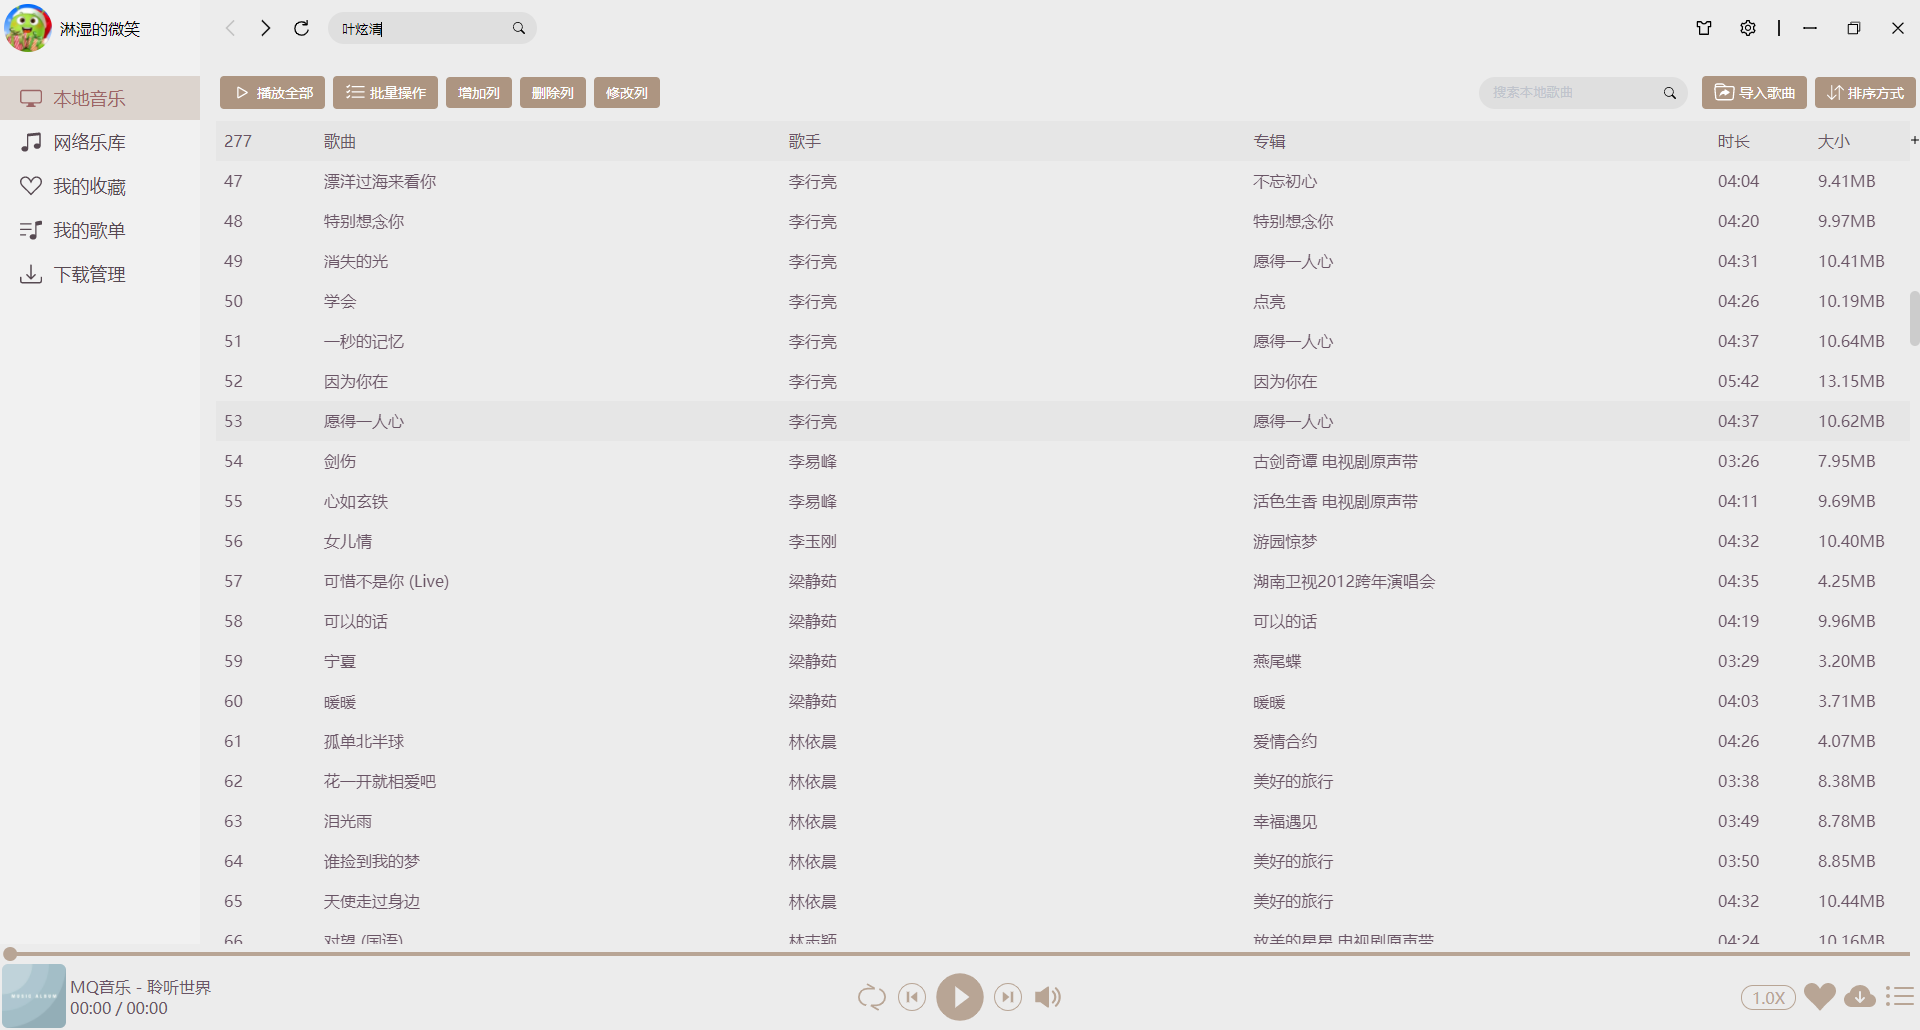 淋湿的微笑
叶炫清
本地音乐
网络乐库
我的收藏
我的歌单
下载管理
播放全部 批量操作 增加列 删除列 修改列 搜索本地歌曲 导入歌曲 排序方式
277 歌曲 歌手 专辑 时长 大小 +
47 漂洋过海来看你 李行亮 不忘初心 04:04 9.41MB
48 特别想念你 李行亮 特别想念你 04:20 9.97MB
49 消失的光 李行亮 愿得一人心 04:31 10.41MB
50 学会 李行亮 点亮 04:26 10.19MB
51 一秒的记忆 李行亮 愿得一人心 04:37 10.64MB
52 因为你在 李行亮 因为你在 05:42 13.15MB
53 愿得一人心 李行亮 愿得一人心 04:37 10.62MB
54 剑伤 李易峰 古剑奇谭 电视剧原声带 03:26 7.95MB
55 心如玄铁 李易峰 活色生香 电视剧原声带 04:11 9.69MB
56 女儿情 李玉刚 游园惊梦 04:32 10.40MB
57 可惜不是你 (Live) 梁静茹 湖南卫视2012跨年演唱会 04:35 4.25MB
58 可以的话 梁静茹 可以的话 04:19 9.96MB
59 宁夏 梁静茹 燕尾蝶 03:29 3.20MB
60 暖暖 梁静茹 暖暖 04:03 3.71MB
61 孤单北半球 林依晨 爱情合约 04:26 4.07MB
62 花一开就相爱吧 林依晨 美好的旅行 03:38 8.38MB
63 泪光雨 林依晨 幸福遇见 03:49 8.78MB
64 谁捡到我的梦 林依晨 美好的旅行 03:50 8.85MB
65 天使走过身边 林依晨 美好的旅行 04:32 10.44MB
66 对望 (国语) 林志颖 放羊的星星 电视剧原声带 04:24 10.16MB
MUSIC ALBUM
MQ音乐 - 聆听世界
00:00 / 00:00
1.0X